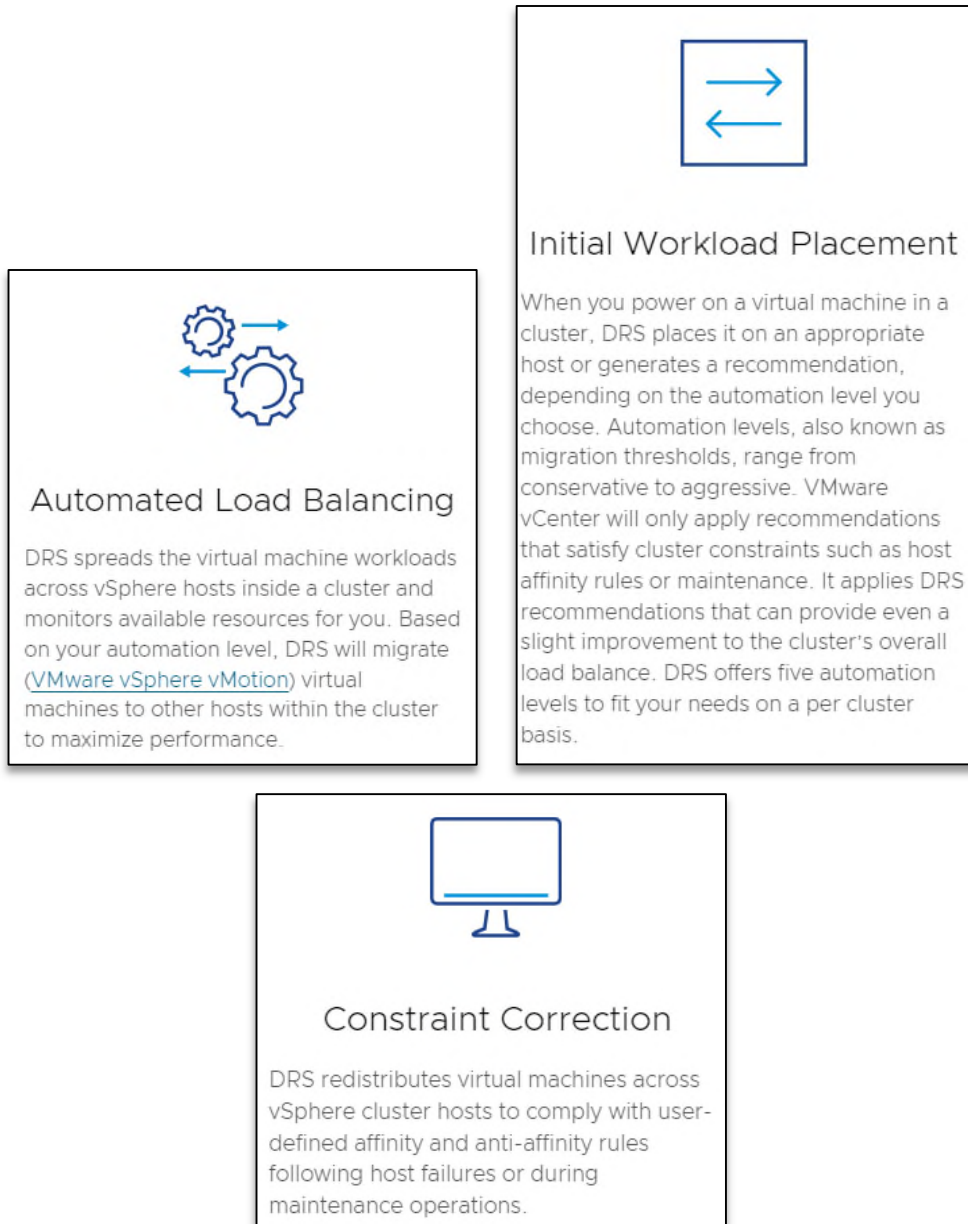 Automated Load Balancing
DRS spreads the virtual machine workloads
across vSphere hosts inside a cluster and
monitors available resources for you. Based
on your automation level, DRS will migrate
(VMware vSphere vMotion) virtual
machines to other hosts within the cluster
to maximize performance.
Initial Workload Placement
When you power on a virtual machine in a
cluster, DRS places it on an appropriate
host or generates a recommendation,
depending on the automation level you
choose. Automation levels, also known as
migration thresholds, range from
conservative to aggressive. VMware
vCenter will only apply recommendations
that satisfy cluster constraints such as host
affinity rules or maintenance. It applies DRS
recommendations that can provide even a
slight improvement to the cluster's overall
load balance. DRS offers five automation
levels to fit your needs on a per cluster
basis.
Constraint Correction
DRS redistributes virtual machines across
vSphere cluster hosts to comply with user-
defined affinity and anti-affinity rules
following host failures or during
maintenance operations.